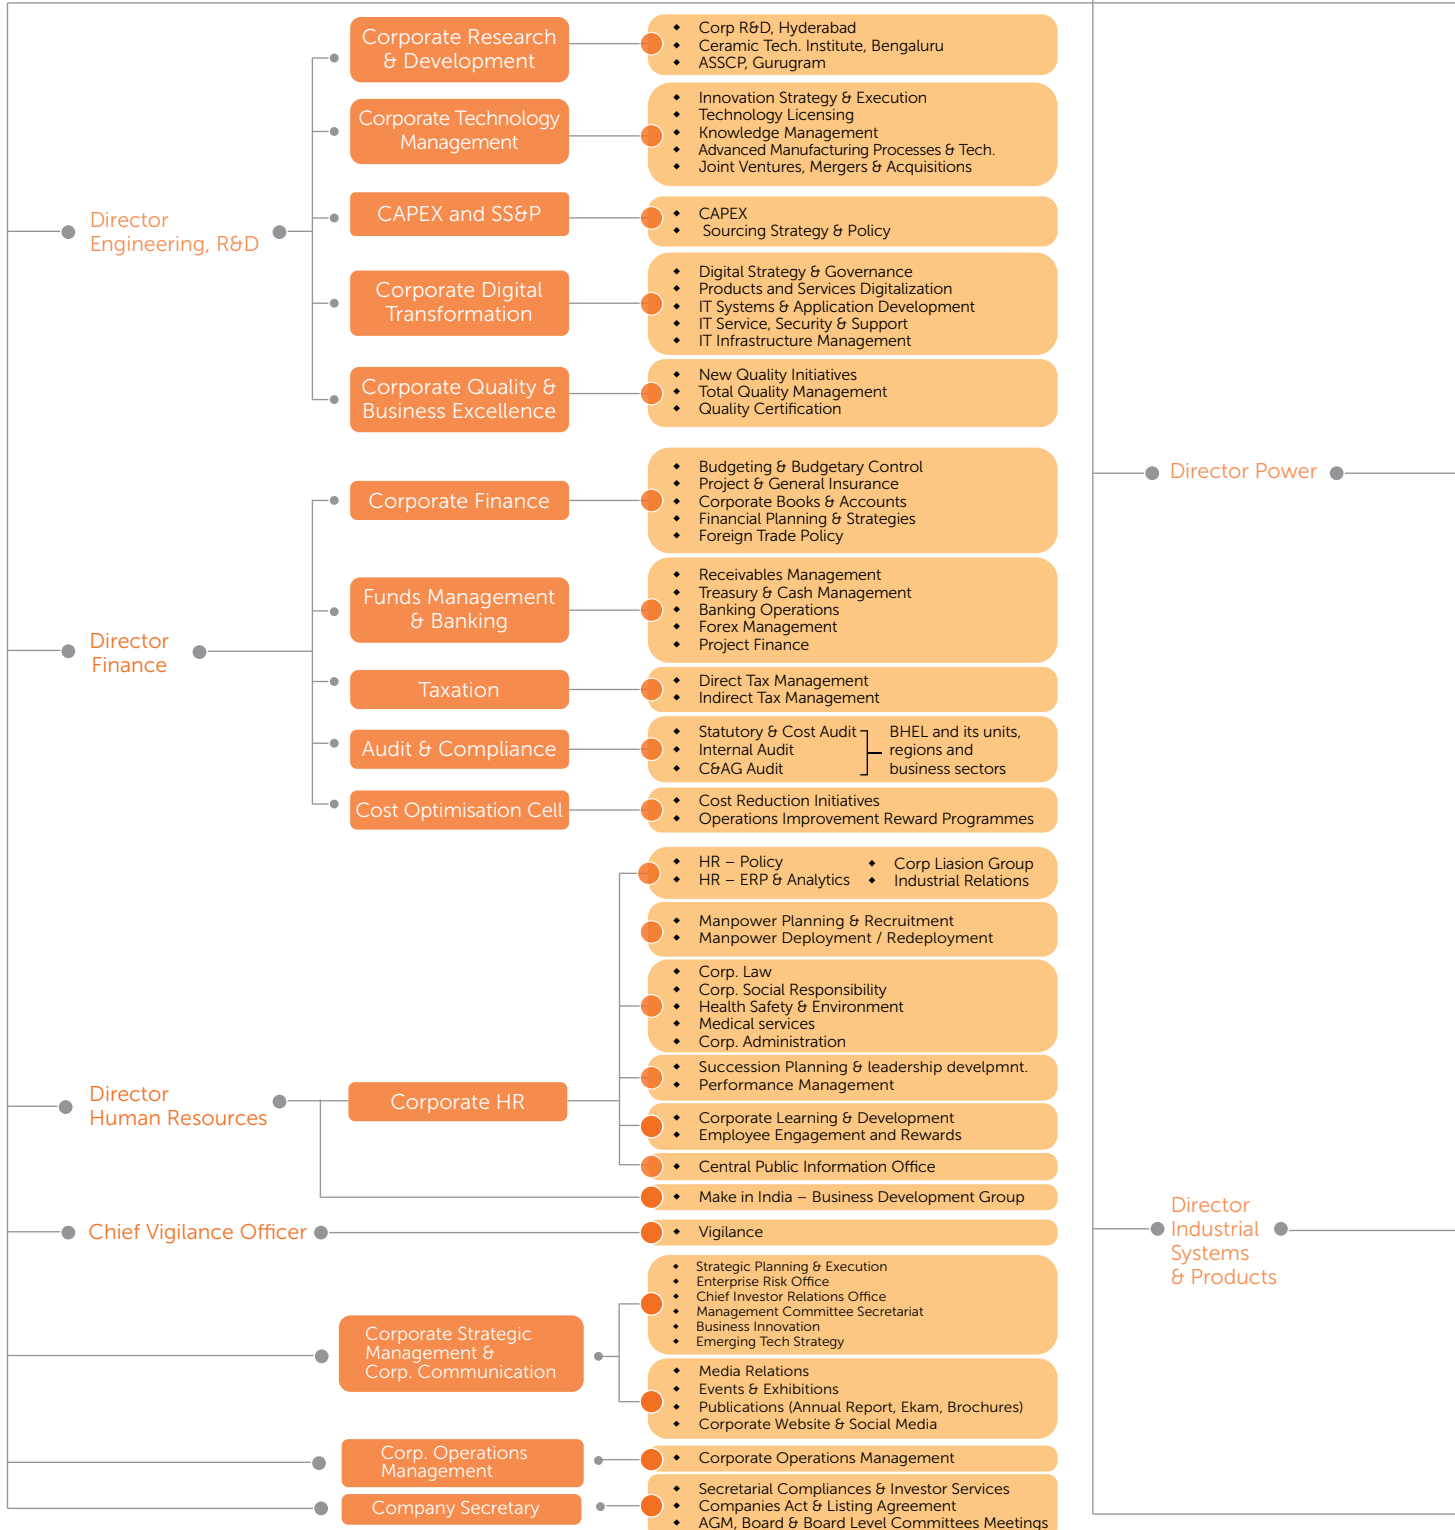 Director
Engineering, R&D
Corporate Research
& Development
Corp R&D, Hyderabad
Ceramic Tech. Institute, Bengaluru
ASSCP, Gurugram
Corporate Technology
Management
Innovation Strategy & Execution
Technology Licensing
Knowledge Management
Advanced Manufacturing Processes & Tech.
Joint Ventures, Mergers & Acquisitions
CAPEX and SS&P
CAPEX
Sourcing Strategy & Policy
Corporate Digital
Transformation
Digital Strategy & Governance
Products and Services Digitalization
IT Systems & Application Development
IT Service, Security & Support
IT Infrastructure Management
Corporate Quality &
Business Excellence
New Quality Initiatives
Total Quality Management
Quality Certification
Director
Finance
Corporate Finance
Budgeting & Budgetary Control
Project & General Insurance
Corporate Books & Accounts
Financial Planning & Strategies
Foreign Trade Policy
Funds Management
& Banking
Receivables Management
Treasury & Cash Management
Banking Operations
Forex Management
Project Finance
Taxation
Direct Tax Management
Indirect Tax Management
Audit & Compliance
Statutory & Cost Audit
Internal Audit
C&AG Audit
BHEL and its units,
regions and
business sectors
Cost Optimisation Cell
Cost Reduction Initiatives
Operations Improvement Reward Programmes
Director
Human Resources
Corporate HR
HR – Policy
HR – ERP & Analytics
Corp Liasion Group
Industrial Relations
Manpower Planning & Recruitment
Manpower Deployment / Redeployment
Corp. Law
Corp. Social Responsibility
Health Safety & Environment
Medical services
Corp. Administration
Succession Planning & leadership develpmnt.
Performance Management
Corporate Learning & Development
Employee Engagement and Rewards
Central Public Information Office
Make in India – Business Development Group
Chief Vigilance Officer
Vigilance
Corporate Strategic
Management &
Corp. Communication
Strategic Planning & Execution
Enterprise Risk Office
Chief Investor Relations Office
Management Committee Secretariat
Business Innovation
Emerging Tech Strategy
Media Relations
Events & Exhibitions
Publications (Annual Report, Ekam, Brochures)
Corporate Website & Social Media
Corp. Operations
Management
Corporate Operations Management
Company Secretary
Secretarial Compliances & Investor Services
Companies Act & Listing Agreement
AGM, Board & Board Level Committees Meetings
Director Power
Director
Industrial
Systems
& Products